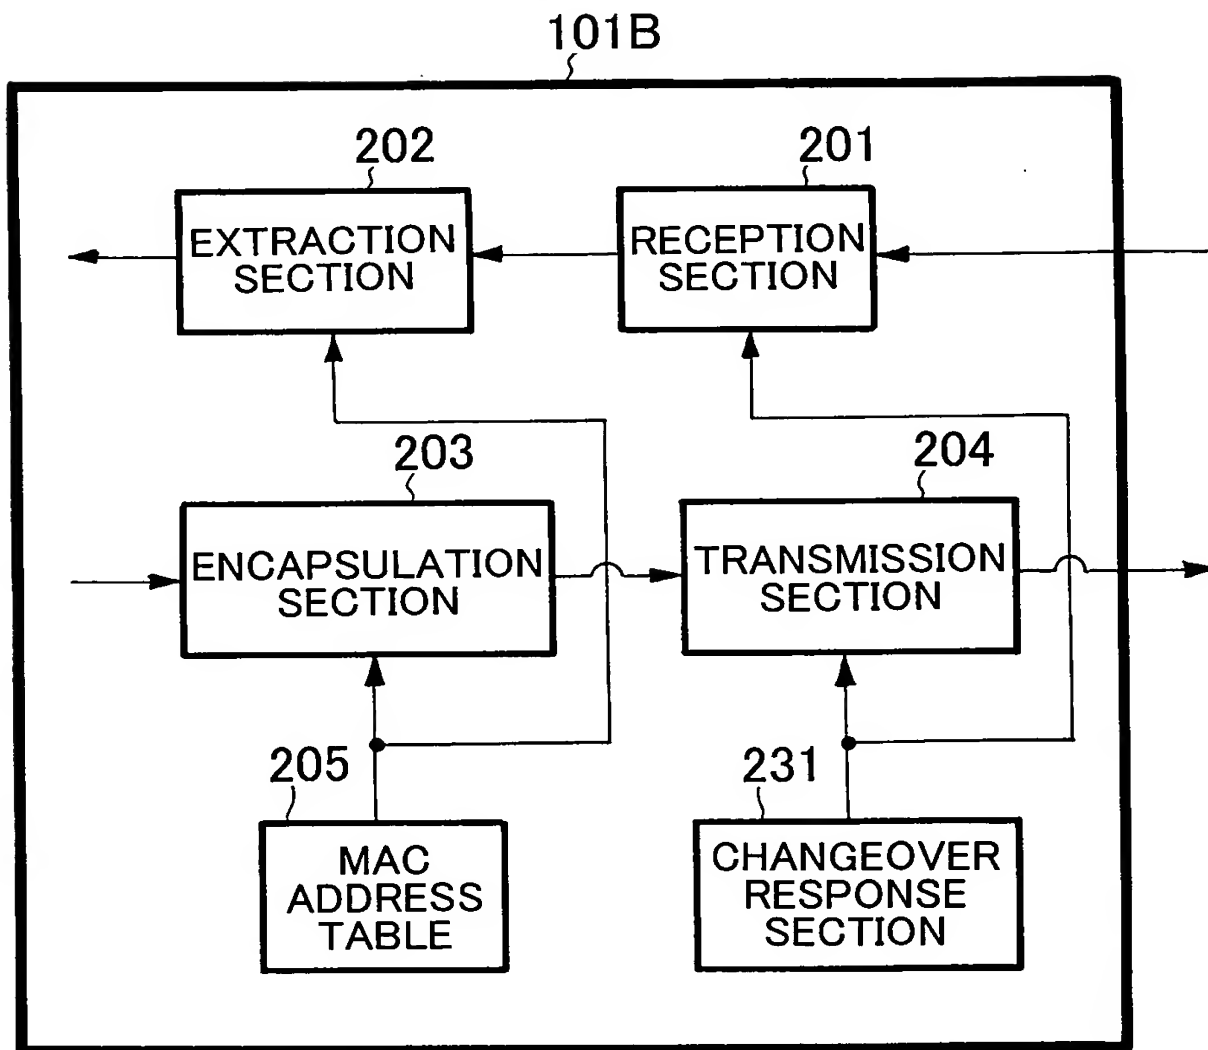 101B
202
201
EXTRACTION
SECTION
RECEPTION
SECTION
203
204
ENCAPSULATION
SECTION
TRANSMISSION
SECTION
205
231
MAC
ADDRESS
TABLE
CHANGEOVER
RESPONSE
SECTION